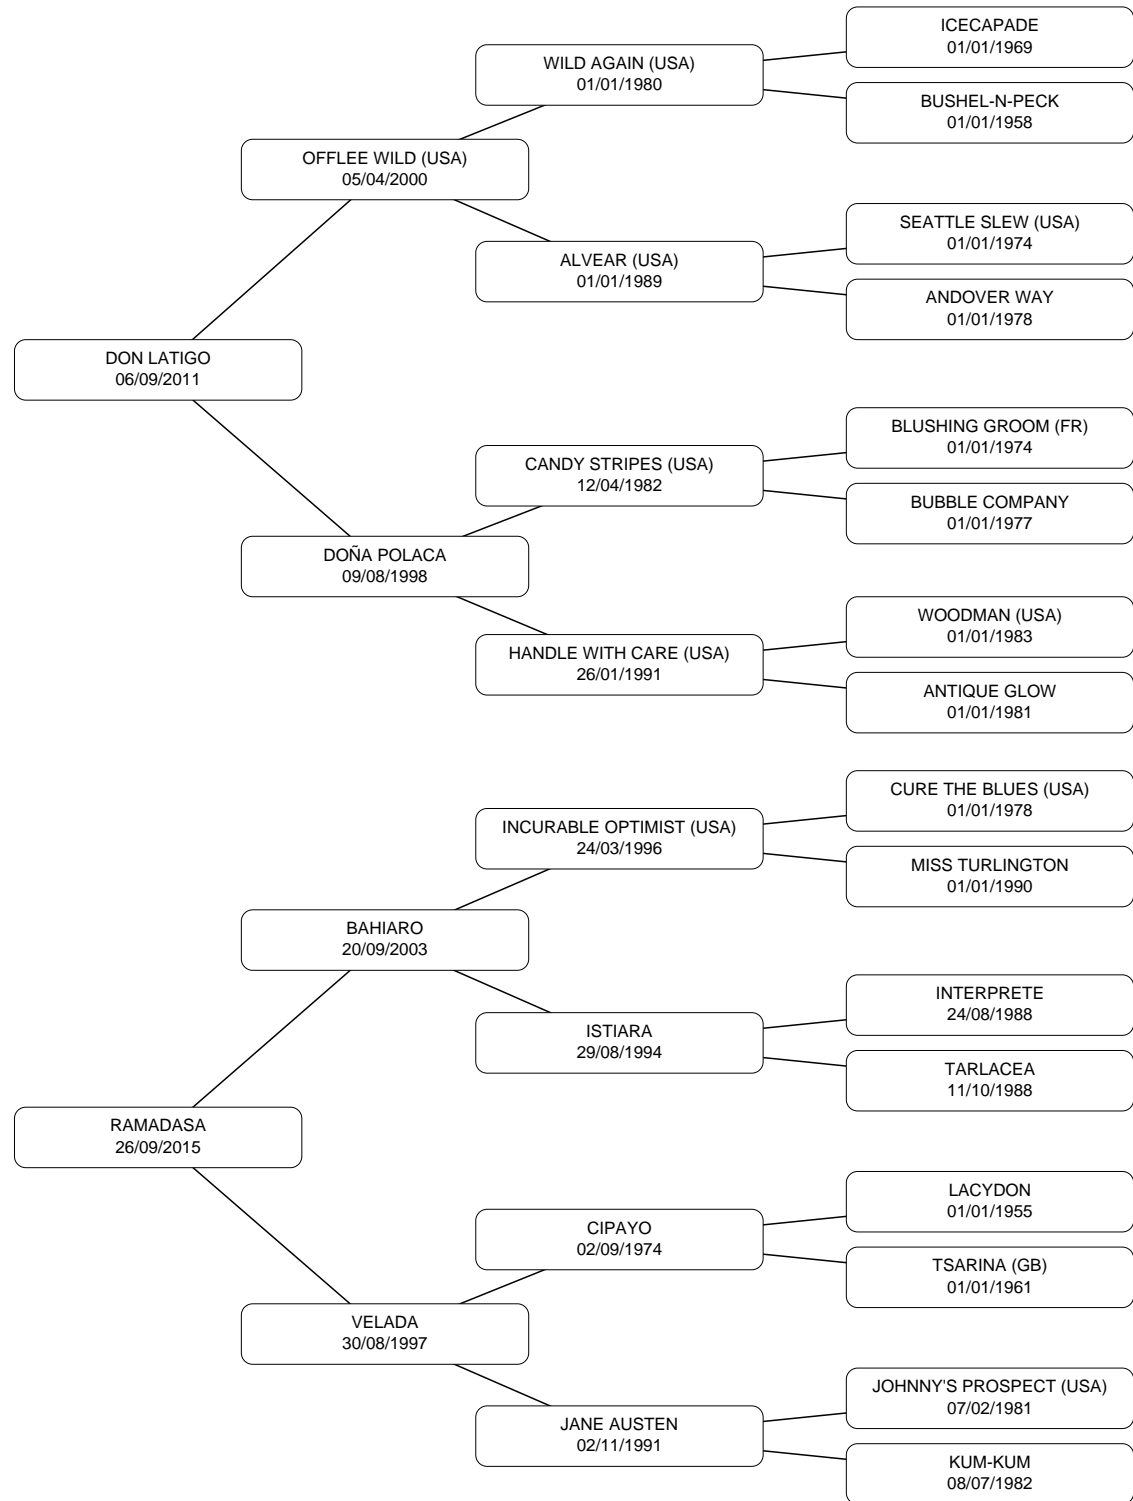 ICECAPADE
01/01/1969
WILD AGAIN (USA)
01/01/1980
BUSHEL-N-PECK
01/01/1958
OFFLEE WILD (USA)
05/04/2000
SEATTLE SLEW (USA)
01/01/1974
ALVEAR (USA)
01/01/1989
ANDOVER WAY
01/01/1978
DON LATIGO
06/09/2011
BLUSHING GROOM (FR)
01/01/1974
CANDY STRIPES (USA)
12/04/1982
BUBBLE COMPANY
01/01/1977
DOÑA POLACA
09/08/1998
WOODMAN (USA)
01/01/1983
HANDLE WITH CARE (USA)
26/01/1991
ANTIQUE GLOW
01/01/1981
CURE THE BLUES (USA)
01/01/1978
INCURABLE OPTIMIST (USA)
24/03/1996
MISS TURLINGTON
01/01/1990
BAHIARO
20/09/2003
INTERPRETE
24/08/1988
ISTIARA
29/08/1994
TARLACEA
11/10/1988
RAMADASA
26/09/2015
LACYDON
01/01/1955
CIPAYO
02/09/1974
TSARINA (GB)
01/01/1961
VELADA
30/08/1997
JOHNNY'S PROSPECT (USA)
07/02/1981
JANE AUSTEN
02/11/1991
KUM-KUM
08/07/1982